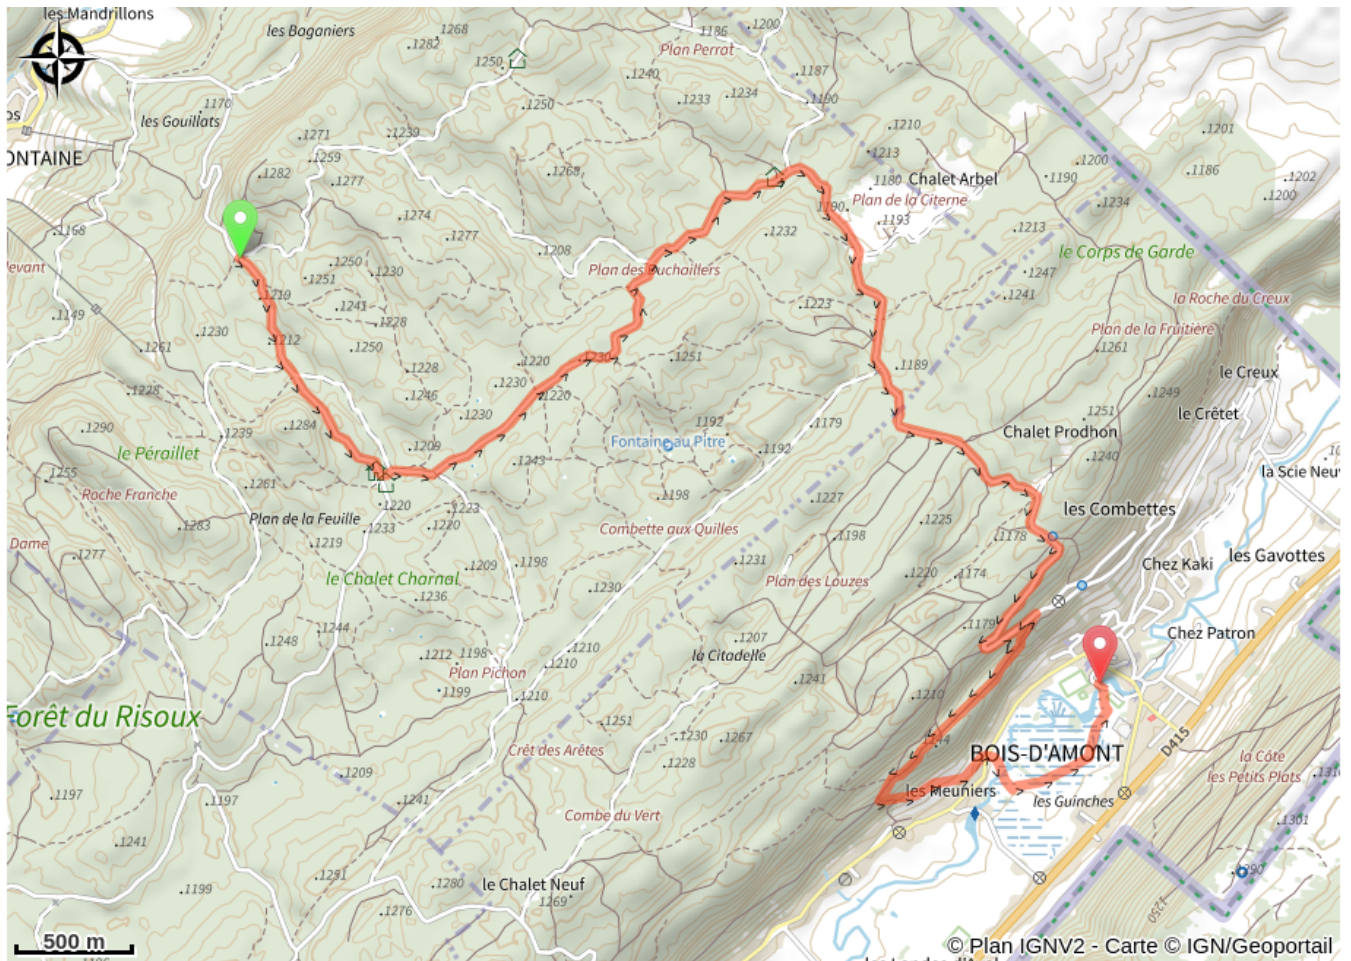 les Mandrillons
les Baganiers
1268
1282
1250
1186
1200
Plan Perrat
1187
1240
1234
1233
1190
1250
1170
les Gouillats
1271
1239
1259
1210
1213
1201
1200
1186
1190
1202
1200
ONTAINE
1282
1277
1268
1180
Chalet Arbel
Plan de la Citerne
1190
1193
1234
1274
1277
1232
1213
1168
1208
le Corps de Garde
levant
1250
1230
1251
Plan des Buchaillers
1247
1241
la Roche du Creux
1219
1241
1228
1223
1149
1230
1212
Plan de la Fruitière
1261
1261
1250
1220
1230
1251
1189
1228
1230
1220
1228
1246
1249
le Creux
le Crêtet
1251
1290
1239
1284
1230
1192
1179
Chalet Prodhon
le Péraillet
1209
Fontaine au Pitre
1192
1240
1255
1243
la Scie Neuv
Roche Franche
1261
1198
1227
1220
1223
les Combettes
1283
Plan de la Feuille
1233
1220
1225
Combette aux Quilles
1198
1178
Dame
1219
1277
1209
1198
1231
Chez Kaki
les Gavottes
le Chalet Charnal
1236
1230
Plan des Louzes
1220
1174
1248
1244
1207
1179
Chez Patron
1212
1198
1210
1210
la Citadelle
Plan Pichon
1199
1210
1241
1210
Forêt du Risoux
1251
1230
1267
BOIS-D'AMONT
D415
Crêt des Arêtes
1228
la Côte
les Petits Plats
1209
les Meuniers
les Guinches
1197
1197
1241
Combe du Vert
1301
1241
1290
1199
1291
1280
le Chalet Neuf
1269
1276
1250
500 m
© Plan IGNV2 - Carte © IGN/Geoportail